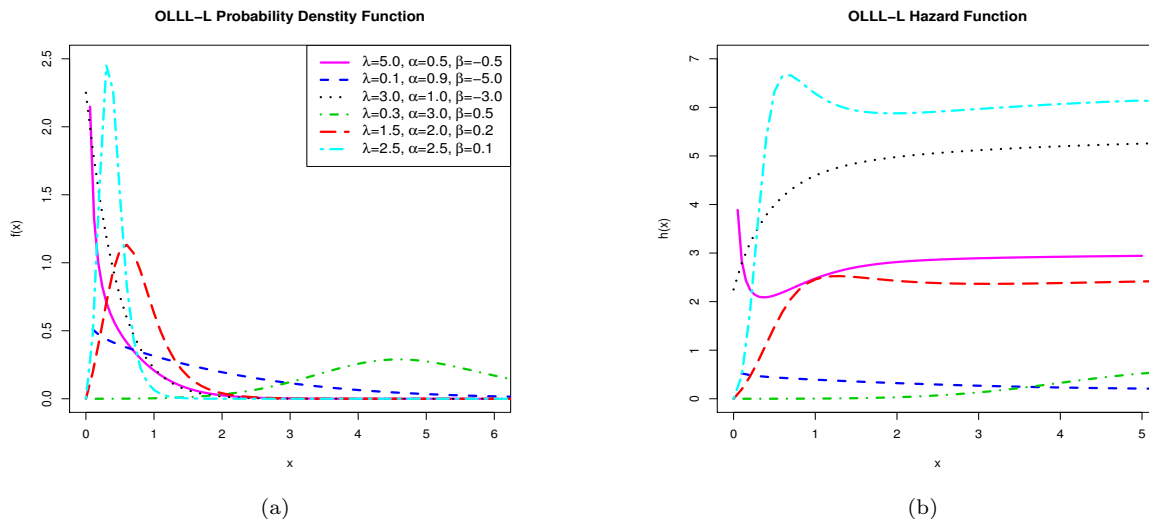 OLLL−L Probability Denstity Function
f(x)
2.5
2.0
1.5
1.0
0.5
0.0
λ=5.0, α=0.5, β=−0.5
λ=0.1, α=0.9, β=−5.0
λ=3.0, α=1.0, β=−3.0
λ=0.3, α=3.0, β=0.5
λ=1.5, α=2.0, β=0.2
λ=2.5, α=2.5, β=0.1
0 1 2 3 4 5 6
x
(a)
OLLL−L Hazard Function
h(x)
7
6
5
4
3
2
1
0
0 1 2 3 4 5
x
(b)